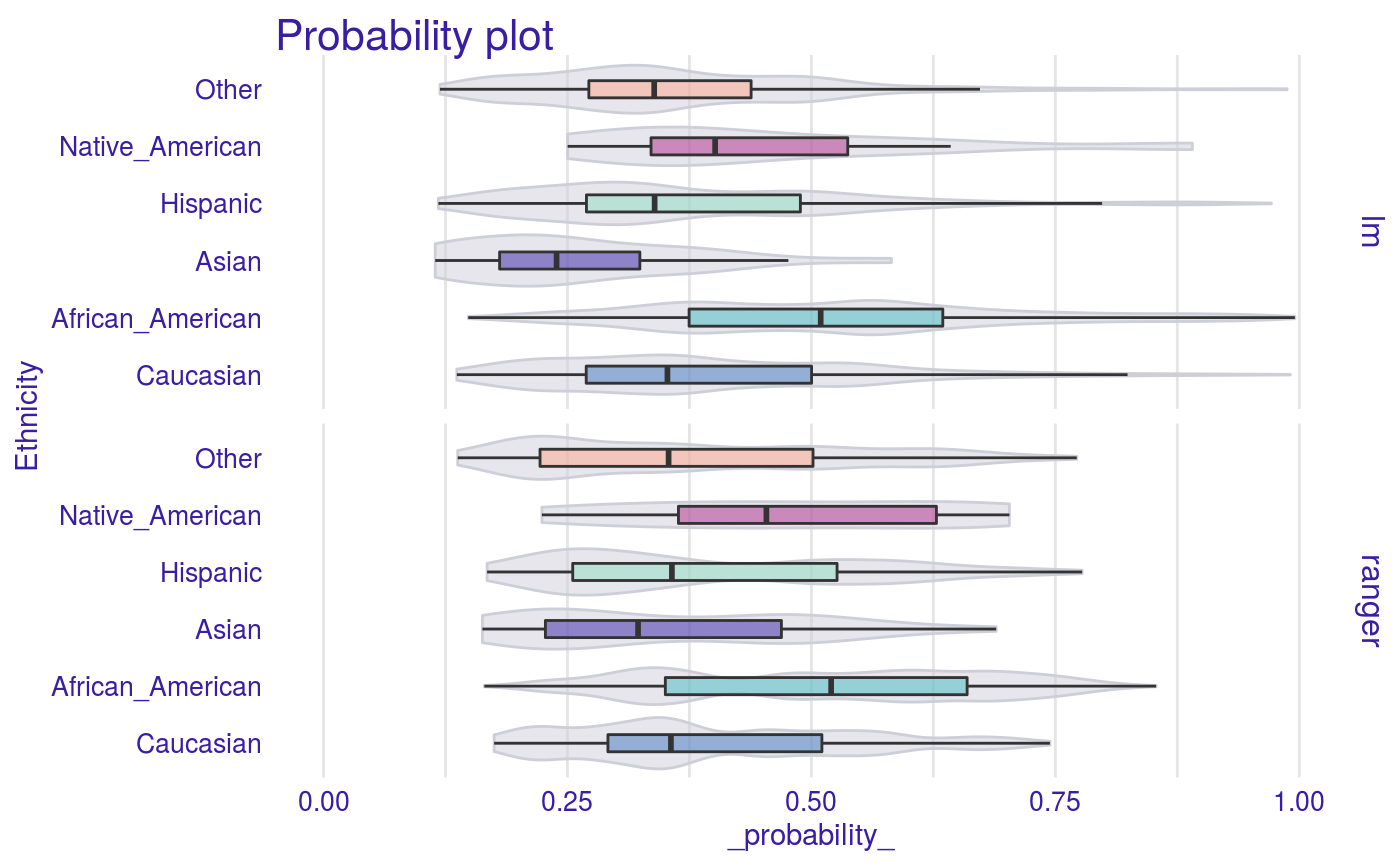 Probability plot
Ethnicity
Other
Native_American
Hispanic
Asian
African_American
Caucasian
lm
Other
Native_American
Hispanic
Asian
African_American
Caucasian
ranger
0.00 0.25 0.50 0.75 1.00
_probability_